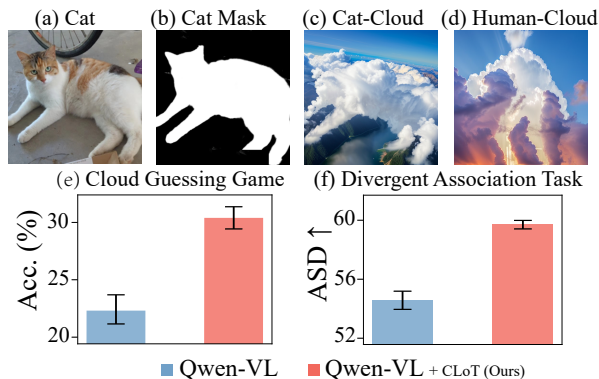 (a) Cat
(b) Cat Mask
(c) Cat-Cloud
(d) Human-Cloud
(e) Cloud Guessing Game
(f) Divergent Association Task
Acc. (%)
30
25
20
ASD ↑
60
56
52
Qwen-VL
Qwen-VL + CLoT (Ours)